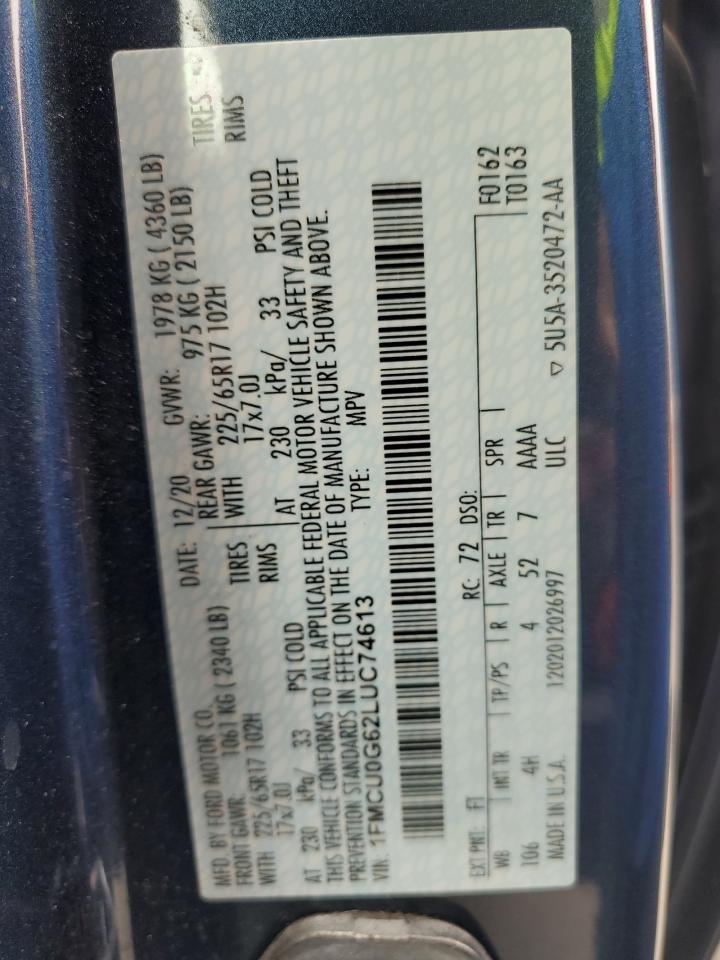 MFD. BY FORD MOTOR CO.
DATE: 12/20 GVWR: 1978 KG ( 4360 LB)
FRONT GAWR: 1061 KG ( 2340 LB) REAR GAWR: 975 KG ( 2150 LB)
WITH 225/65R17 102H TIRES WITH 225/65R17 102H TIRES
17x7.0J RIMS 17x7.0J RIMS
AT 230 kPa/ 33 PSI COLD AT 230 kPa/ 33 PSI COLD
THIS VEHICLE CONFORMS TO ALL APPLICABLE FEDERAL MOTOR VEHICLE SAFETY AND THEFT
PREVENTION STANDARDS IN EFFECT ON THE DATE OF MANUFACTURE SHOWN ABOVE.
VIN: 1FMCU0G62LUC74613 TYPE: MPV
EXT PNT: FI RC: 72 DSO: F0162
WB INT TR TP/PS R AXLE TR SPR T0163
106 4H 4 52 7 AAAA
MADE IN U.S.A. 1202012026997 ULC ▽ 5U5A-3520472-AA